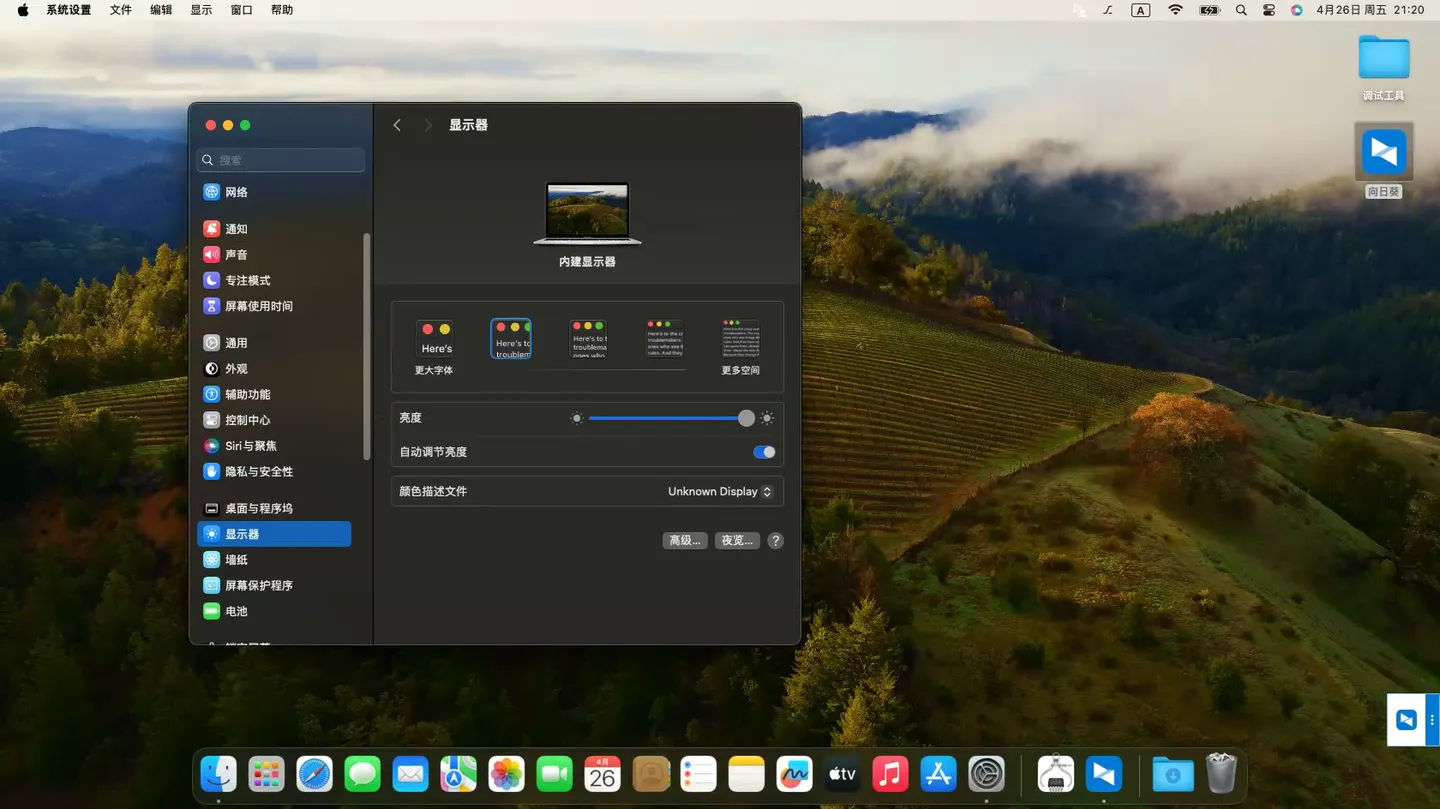 系统设置 文件 编辑 显示 窗口 帮助
A
4月26日 周五 21:20
调试工具
向日葵
搜索
网络
通知
声音
专注模式
屏幕使用时间
通用
外观
辅助功能
控制中心
Siri与聚焦
隐私与安全性
桌面与程序坞
显示器
墙纸
屏幕保护程序
电池
显示器
内建显示器
Here's
Here's to
troublem
Here's to t
troublema
ones who
Here's to the cr
troublemakers.
ones who see t
rules. And they
更大字体
更多空间
亮度
自动调节亮度
颜色描述文件
Unknown Display
高级...
夜览...
?
4月
26
tv